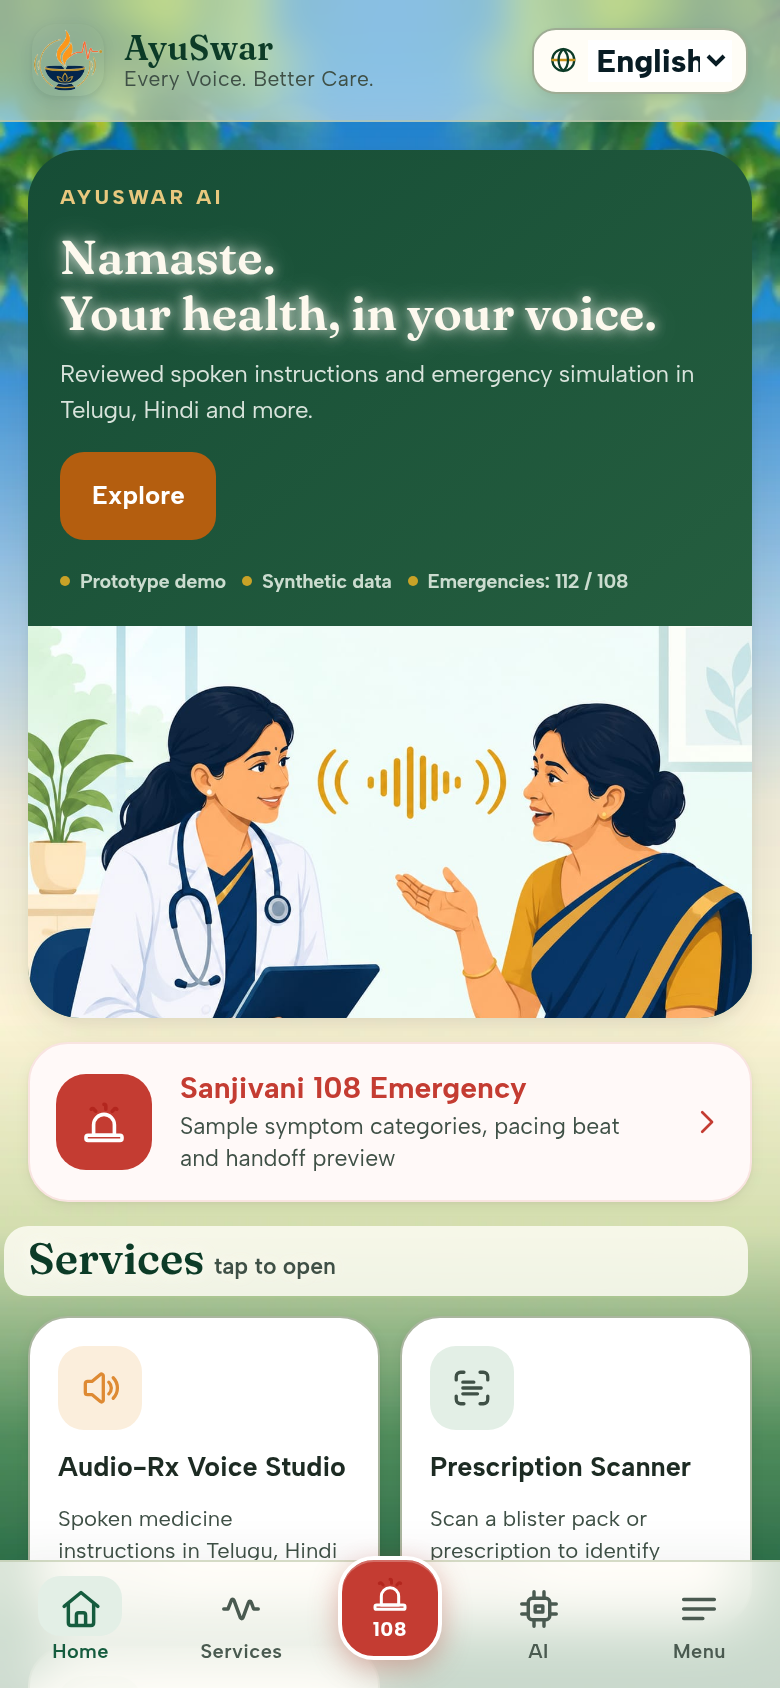 AyuSwar
Every Voice. Better Care.
English
AYUSWAR AI
Namaste.
Your health, in your voice.
Reviewed spoken instructions and emergency simulation in
Telugu, Hindi and more.
Explore
Prototype demo
Synthetic data
Emergencies: 112 / 108
Sanjivani 108 Emergency
Sample symptom categories, pacing beat
and handoff preview
Services tap to open
Audio-Rx Voice Studio
Spoken medicine
instructions in Telugu, Hindi
Prescription Scanner
Scan a blister pack or
prescription to identify
Home
Services
108
AI
Menu